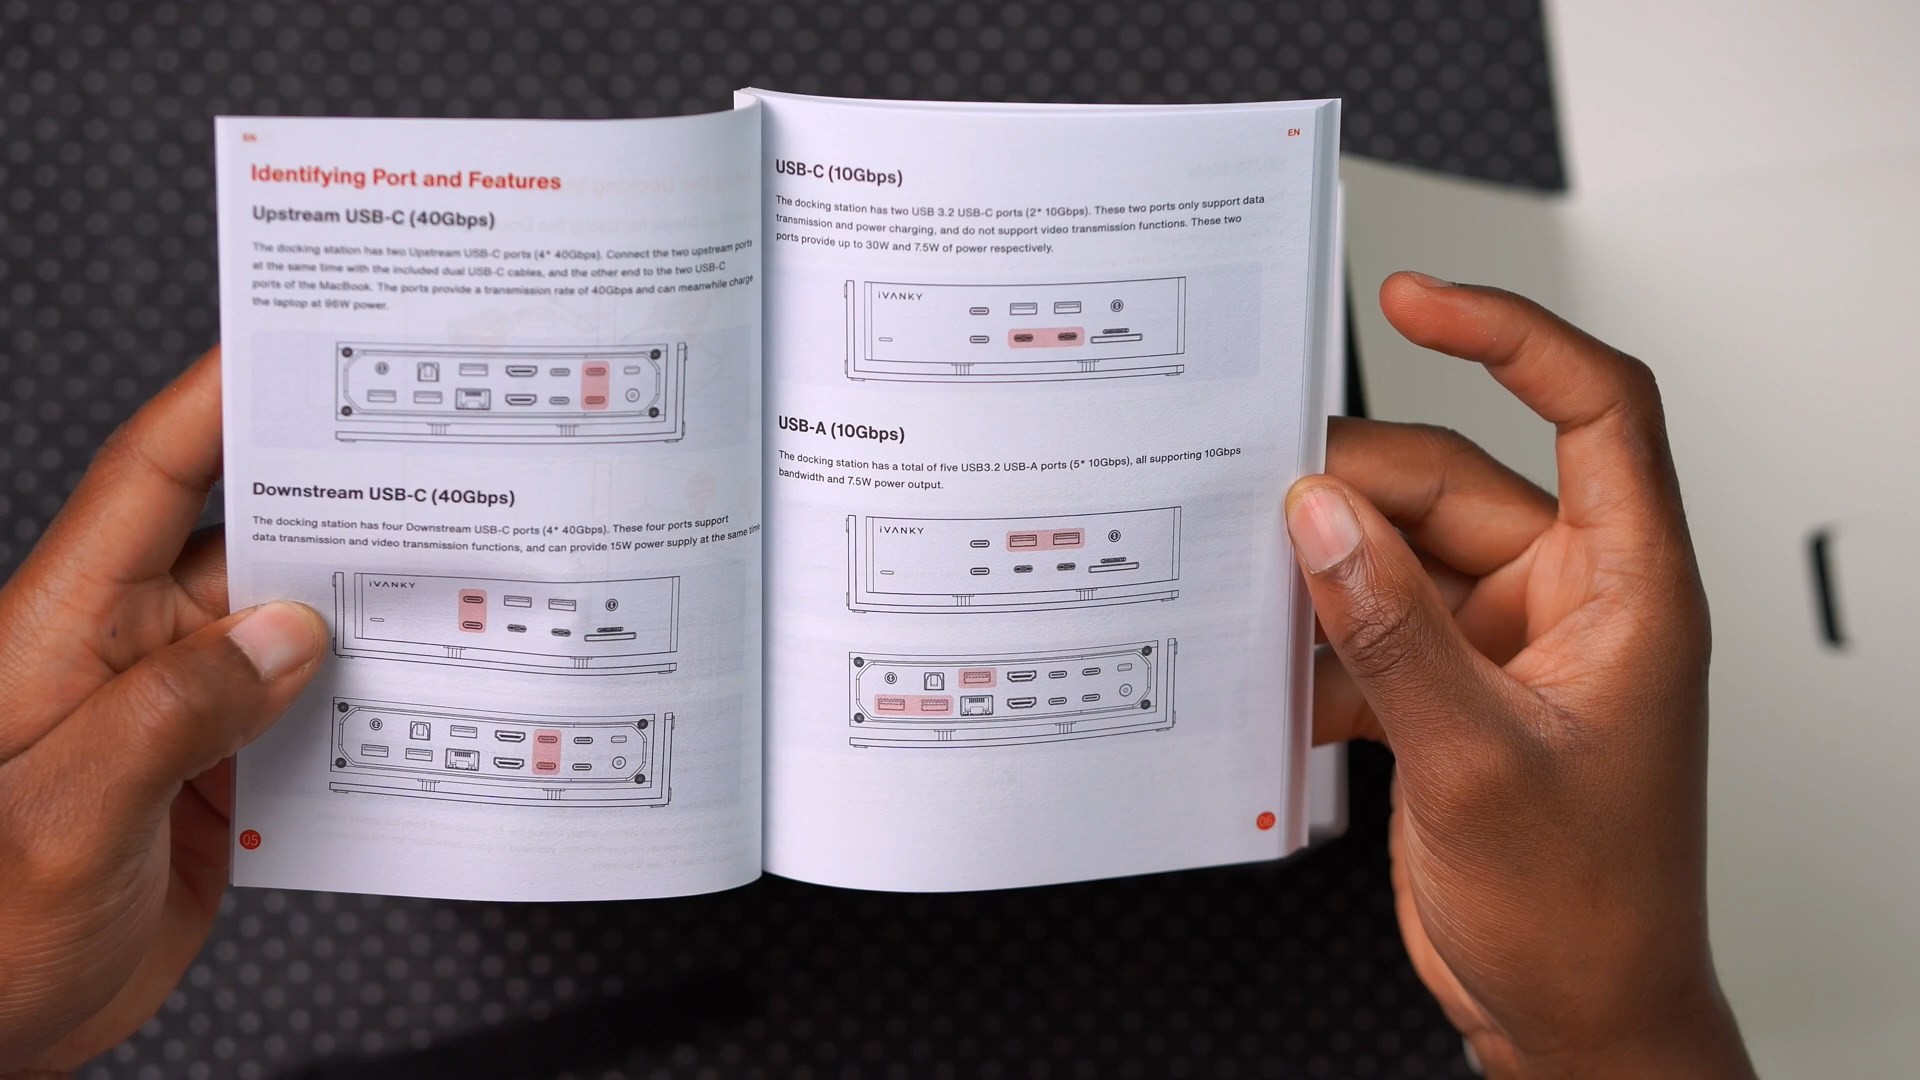 EN
Identifying Port and Features
Upstream USB-C (40Gbps)
The docking station has two Upstream USB-C ports (4* 40Gbps). Connect the two upstream ports
at the same time with the included dual USB-C cables, and the other end to the two USB-C
ports of the MacBook. The ports provide a transmission rate of 40Gbps and can meanwhile charge
the laptop at 96W power.
Downstream USB-C (40Gbps)
The docking station has four Downstream USB-C ports (4* 40Gbps). These four ports support
data transmission and video transmission functions, and can provide 15W power supply at the same time
iVANKY
05
EN
USB-C (10Gbps)
The docking station has two USB 3.2 USB-C ports (2* 10Gbps). These two ports only support data
transmission and power charging, and do not support video transmission functions. These two
ports provide up to 30W and 7.5W of power respectively.
iVANKY
USB-A (10Gbps)
The docking station has a total of five USB3.2 USB-A ports (5* 10Gbps), all supporting 10Gbps
bandwidth and 7.5W power output.
iVANKY
06